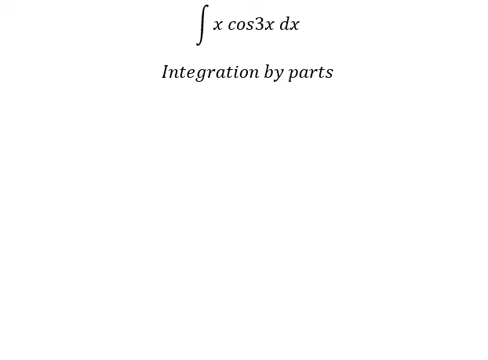 ∫ x cos3x dx
Integration by parts